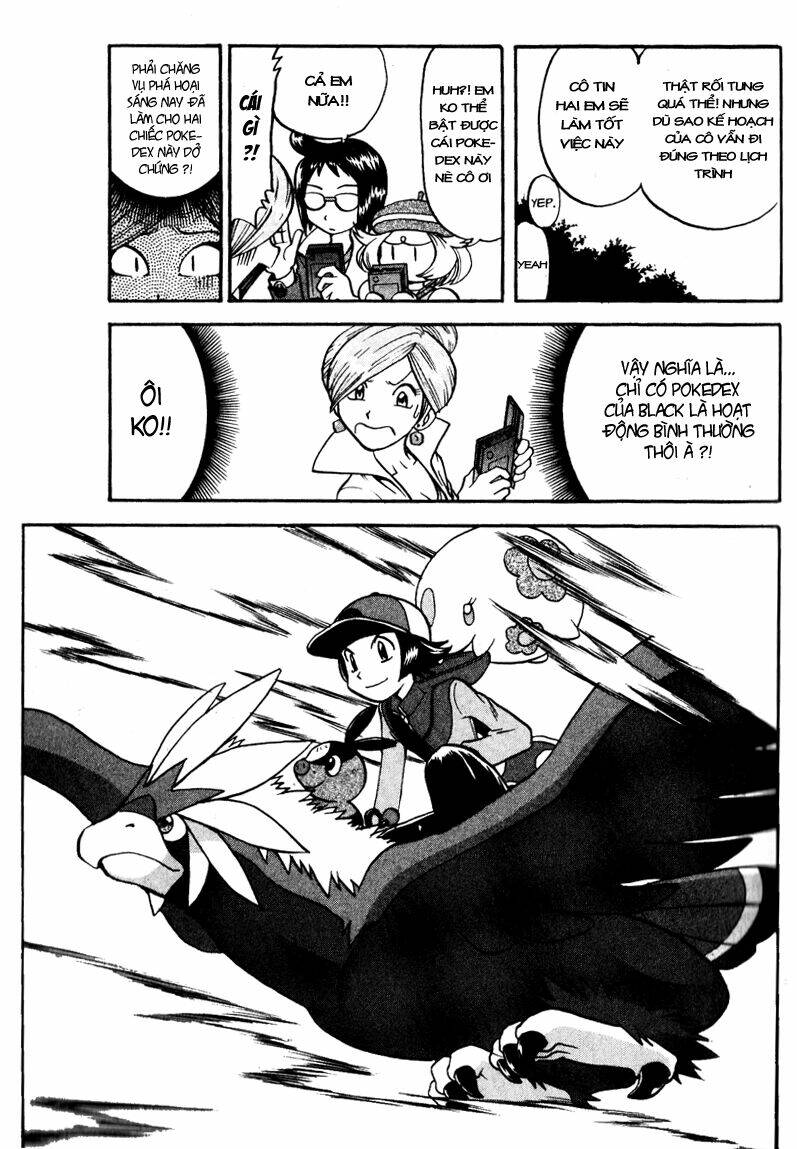 THẬT RỐI TUNG
QUÁ THỂ! NHƯNG
DÙ SAO KẾ HOẠCH
CỦA CÔ VẪN ĐI
ĐÚNG THEO LỊCH
TRÌNH
CÔ TIN
HAI EM SẼ
LÀM TỐT
VIỆC NÀY
YEP.
YEAH
HUH?! EM
KO THỂ
BẬT ĐƯỢC
CÁI POKE-
DEX NÀY
NÈ CÔ ƠI
CẢ EM
NỮA!!
CÁI
GÌ
?!
PHẢI CHĂNG
VỤ PHÁ HOẠI
SÁNG NAY ĐÃ
LÀM CHO HAI
CHIẾC POKE-
DEX NÀY DỞ
CHỨNG ?!
VẬY NGHĨA LÀ...
CHỈ CÓ POKEDEX
CỦA BLACK LÀ HOẠT
ĐỘNG BÌNH THƯỜNG
THÔI À ?!
ÔI
KO!!